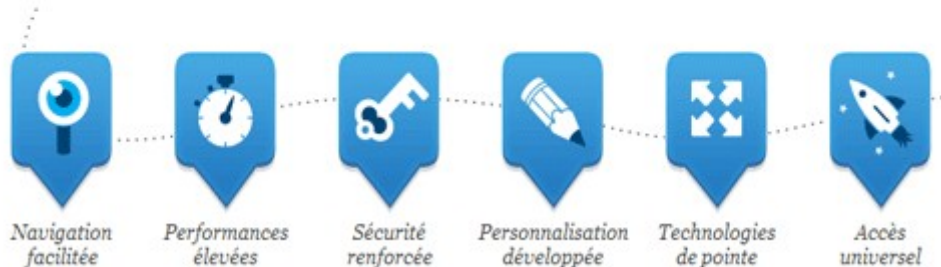 Navigation
facilitée
Performances
élevées
Sécurité
renforcée
Personnalisation
développée
Technologies
de pointe
Accès
universel